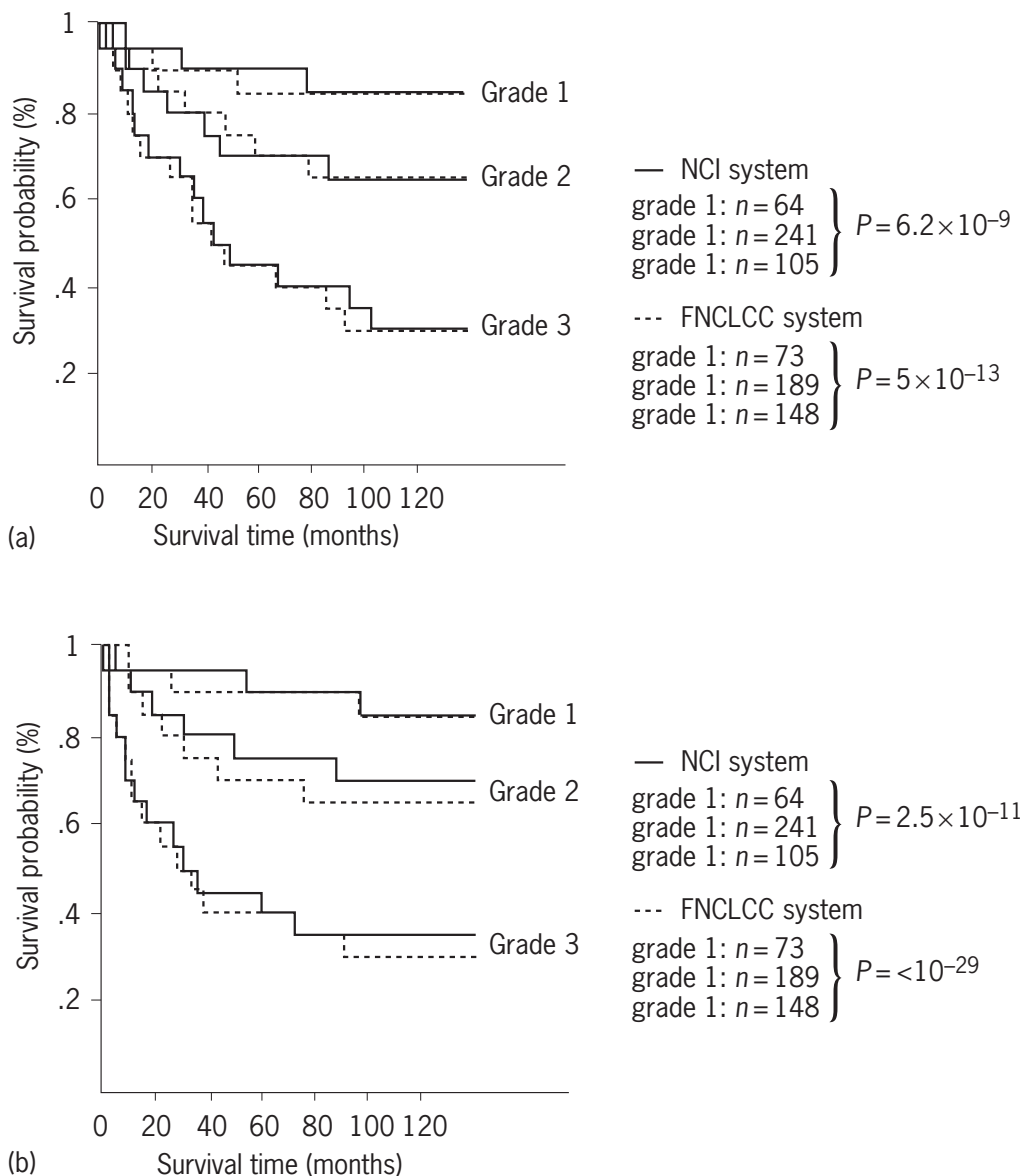 1
.8
.6
.4
.2
Survival probability (%)
0 20 40 60 80 100 120
Survival time (months)
Grade 1
Grade 2
Grade 3
NCI system
grade 1: n = 64
grade 1: n = 241
grade 1: n = 105
P = 6.2 × 10–9
FNCLCC system
grade 1: n = 73
grade 1: n = 189
grade 1: n = 148
P = 5 × 10–13
(a)
1
.8
.6
.4
.2
Survival probability (%)
0 20 40 60 80 100 120
Survival time (months)
Grade 1
Grade 2
Grade 3
NCI system
grade 1: n = 64
grade 1: n = 241
grade 1: n = 105
P = 2.5 × 10–11
FNCLCC system
grade 1: n = 73
grade 1: n = 189
grade 1: n = 148
P = <10–29
(b)